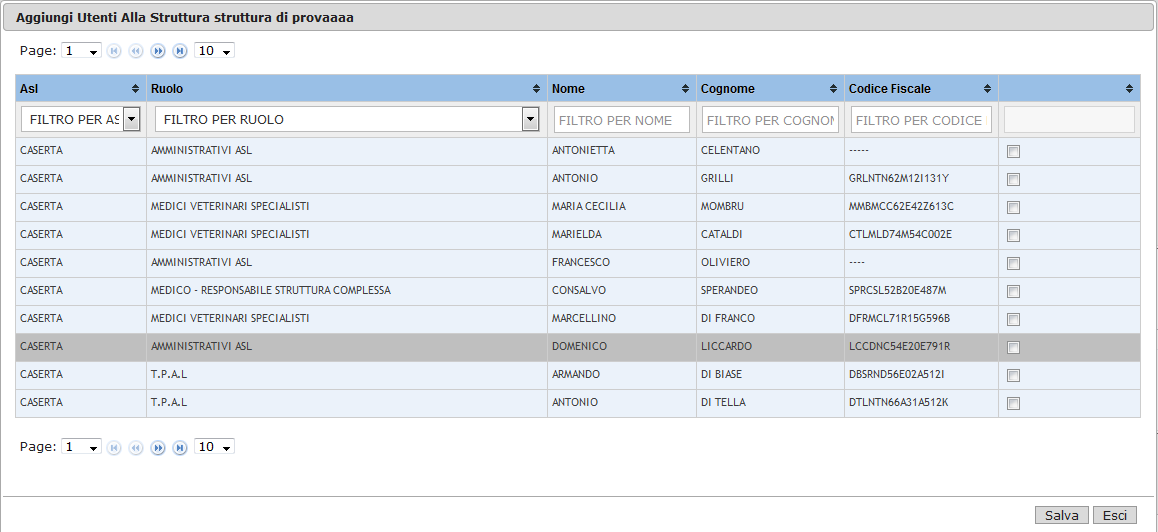 Aggiungi Utenti Alla Struttura struttura di provaaaa
Page: 1 10
Asl Ruolo Nome Cognome Codice Fiscale
FILTRO PER AS FILTRO PER RUOLO FILTRO PER NOME FILTRO PER COGNOM FILTRO PER CODICE
CASERTA AMMINISTRATIVI ASL ANTONIETTA CELENTANO -----
CASERTA AMMINISTRATIVI ASL ANTONIO GRILLI GRLNTN62M12I131Y
CASERTA MEDICI VETERINARI SPECIALISTI MARIA CECILIA MOMBRU MMBMCC62E42Z613C
CASERTA MEDICI VETERINARI SPECIALISTI MARIELDA CATALDI CTLMLD74M54C002E
CASERTA AMMINISTRATIVI ASL FRANCESCO OLIVIERO ----
CASERTA MEDICO - RESPONSABILE STRUTTURA COMPLESSA CONSALVO SPERANDEO SPRCSL52B20E487M
CASERTA MEDICI VETERINARI SPECIALISTI MARCELLINO DI FRANCO DFRMCL71R15G596B
CASERTA AMMINISTRATIVI ASL DOMENICO LICCARDO LCCDNC54E20E791R
CASERTA T.P.A.L ARMANDO DI BIASE DBSRND56E02A512I
CASERTA T.P.A.L ANTONIO DI TELLA DTLNTN66A31A512K
Page: 1 10
Salva Esci